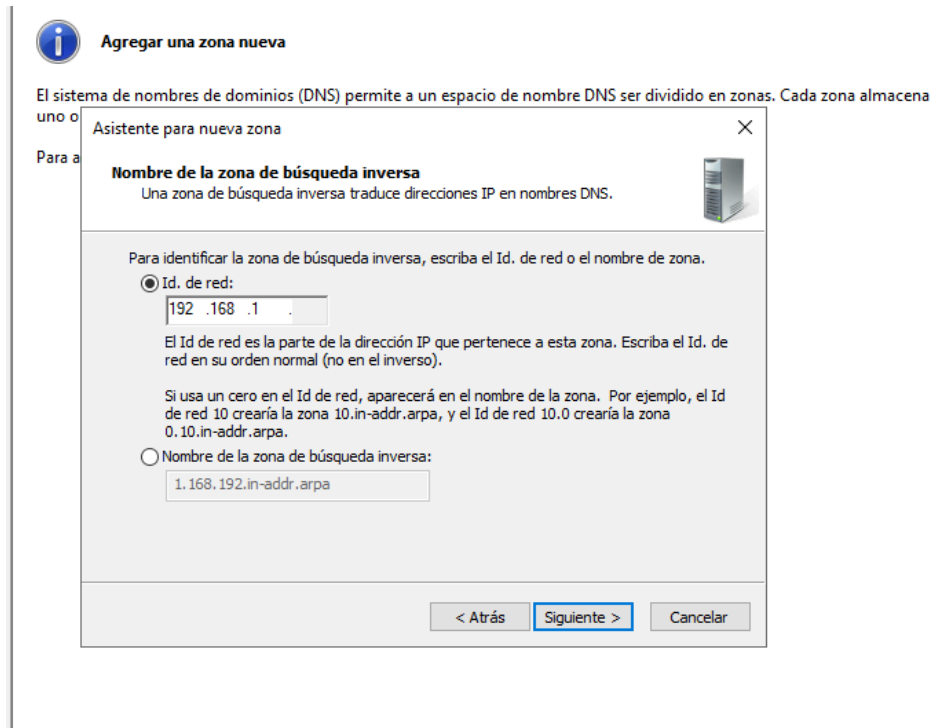 Agregar una zona nueva
El sistema de nombres de dominios (DNS) permite a un espacio de nombre DNS ser dividido en zonas. Cada zona almacena
uno o
Para a
Asistente para nueva zona
Nombre de la zona de búsqueda inversa
Una zona de búsqueda inversa traduce direcciones IP en nombres DNS.
Para identificar la zona de búsqueda inversa, escriba el Id. de red o el nombre de zona.
Id. de red:
192 .168 .1 .
El Id de red es la parte de la dirección IP que pertenece a esta zona. Escriba el Id. de
red en su orden normal (no en el inverso).
Si usa un cero en el Id de red, aparecerá en el nombre de la zona. Por ejemplo, el Id
de red 10 crearía la zona 10.in-addr.arpa, y el Id de red 10.0 crearía la zona
0.10.in-addr.arpa.
Nombre de la zona de búsqueda inversa:
1.168.192.in-addr.arpa
< Atrás Siguiente > Cancelar